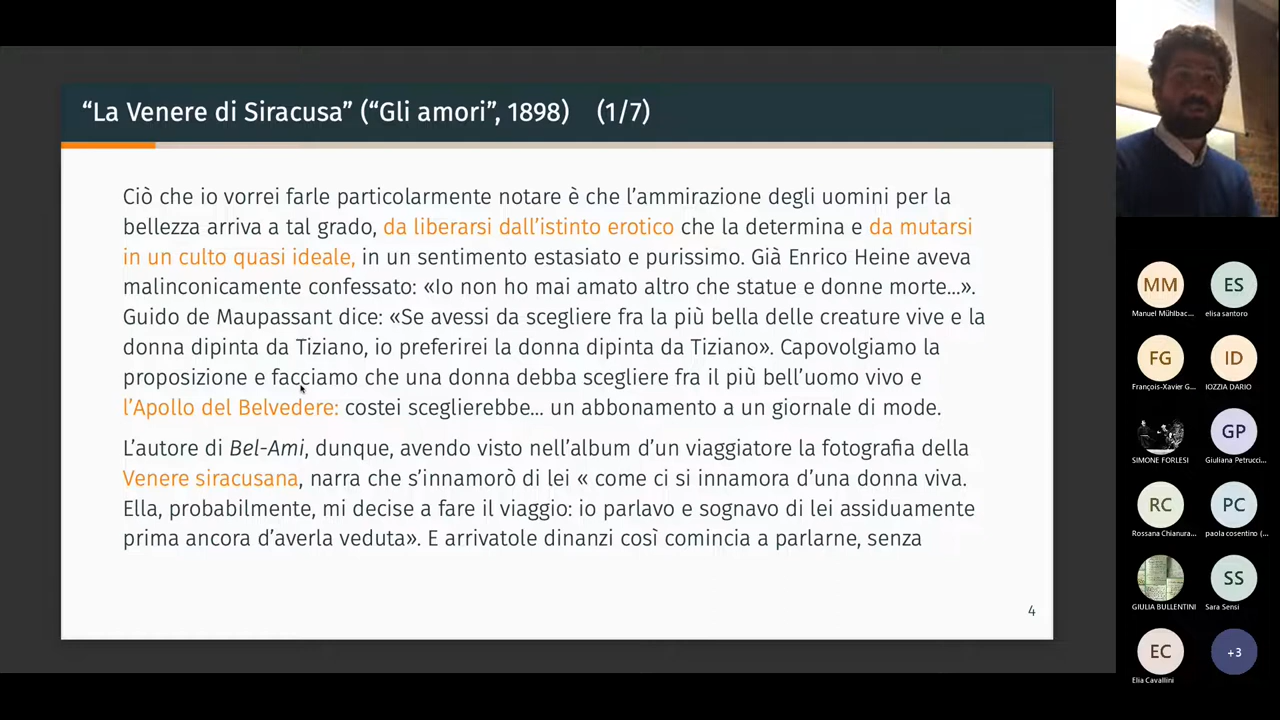 “La Venere di Siracusa” (“Gli amori”, 1898) (1/7)
Ciò che io vorrei farle particolarmente notare è che l’ammirazione degli uomini per la
bellezza arriva a tal grado, da liberarsi dall’istinto erotico che la determina e da mutarsi
in un culto quasi ideale, in un sentimento estasiato e purissimo. Già Enrico Heine aveva
malinconicamente confessato: «Io non ho mai amato altro che statue e donne morte...».
Guido de Maupassant dice: «Se avessi da scegliere fra la più bella delle creature vive e la
donna dipinta da Tiziano, io preferirei la donna dipinta da Tiziano». Capovolgiamo la
proposizione e facciamo che una donna debba scegliere fra il più bell’uomo vivo e
l’Apollo del Belvedere: costei sceglierebbe... un abbonamento a un giornale di mode.
L’autore di Bel-Ami, dunque, avendo visto nell’album d’un viaggiatore la fotografia della
Venere siracusana, narra che s’innamorò di lei « come ci si innamora d’una donna viva.
Ella, probabilmente, mi decise a fare il viaggio: io parlavo e sognavo di lei assiduamente
prima ancora d’averla veduta». E arrivatole dinanzi così comincia a parlarne, senza
4
MM ES
Manuel Mühlbac... elisa santoro
FG ID
François-Xavier G... IOZZIA DARIO
GP
SIMONE FORLESI Giuliana Petrucci...
RC PC
Rossana Chianura... paola cosentino (...
SS
GIULIA BULLENTINI Sara Sensi
EC +3
Elia Cavallini